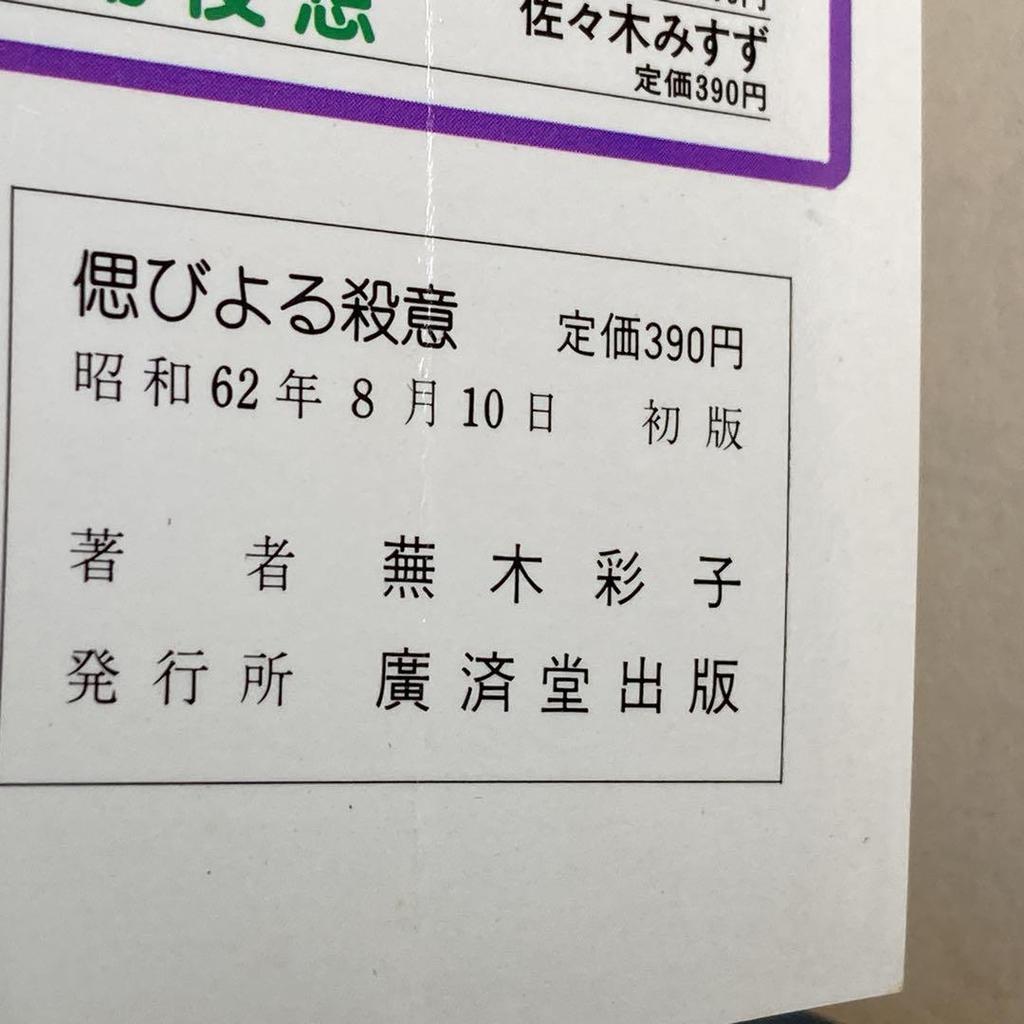 佐々木みすず
定価390円
偲びよる殺意 定価390円
昭和62年8月10日 初版
著者 蕪木彩子
発行所 廣済堂出版